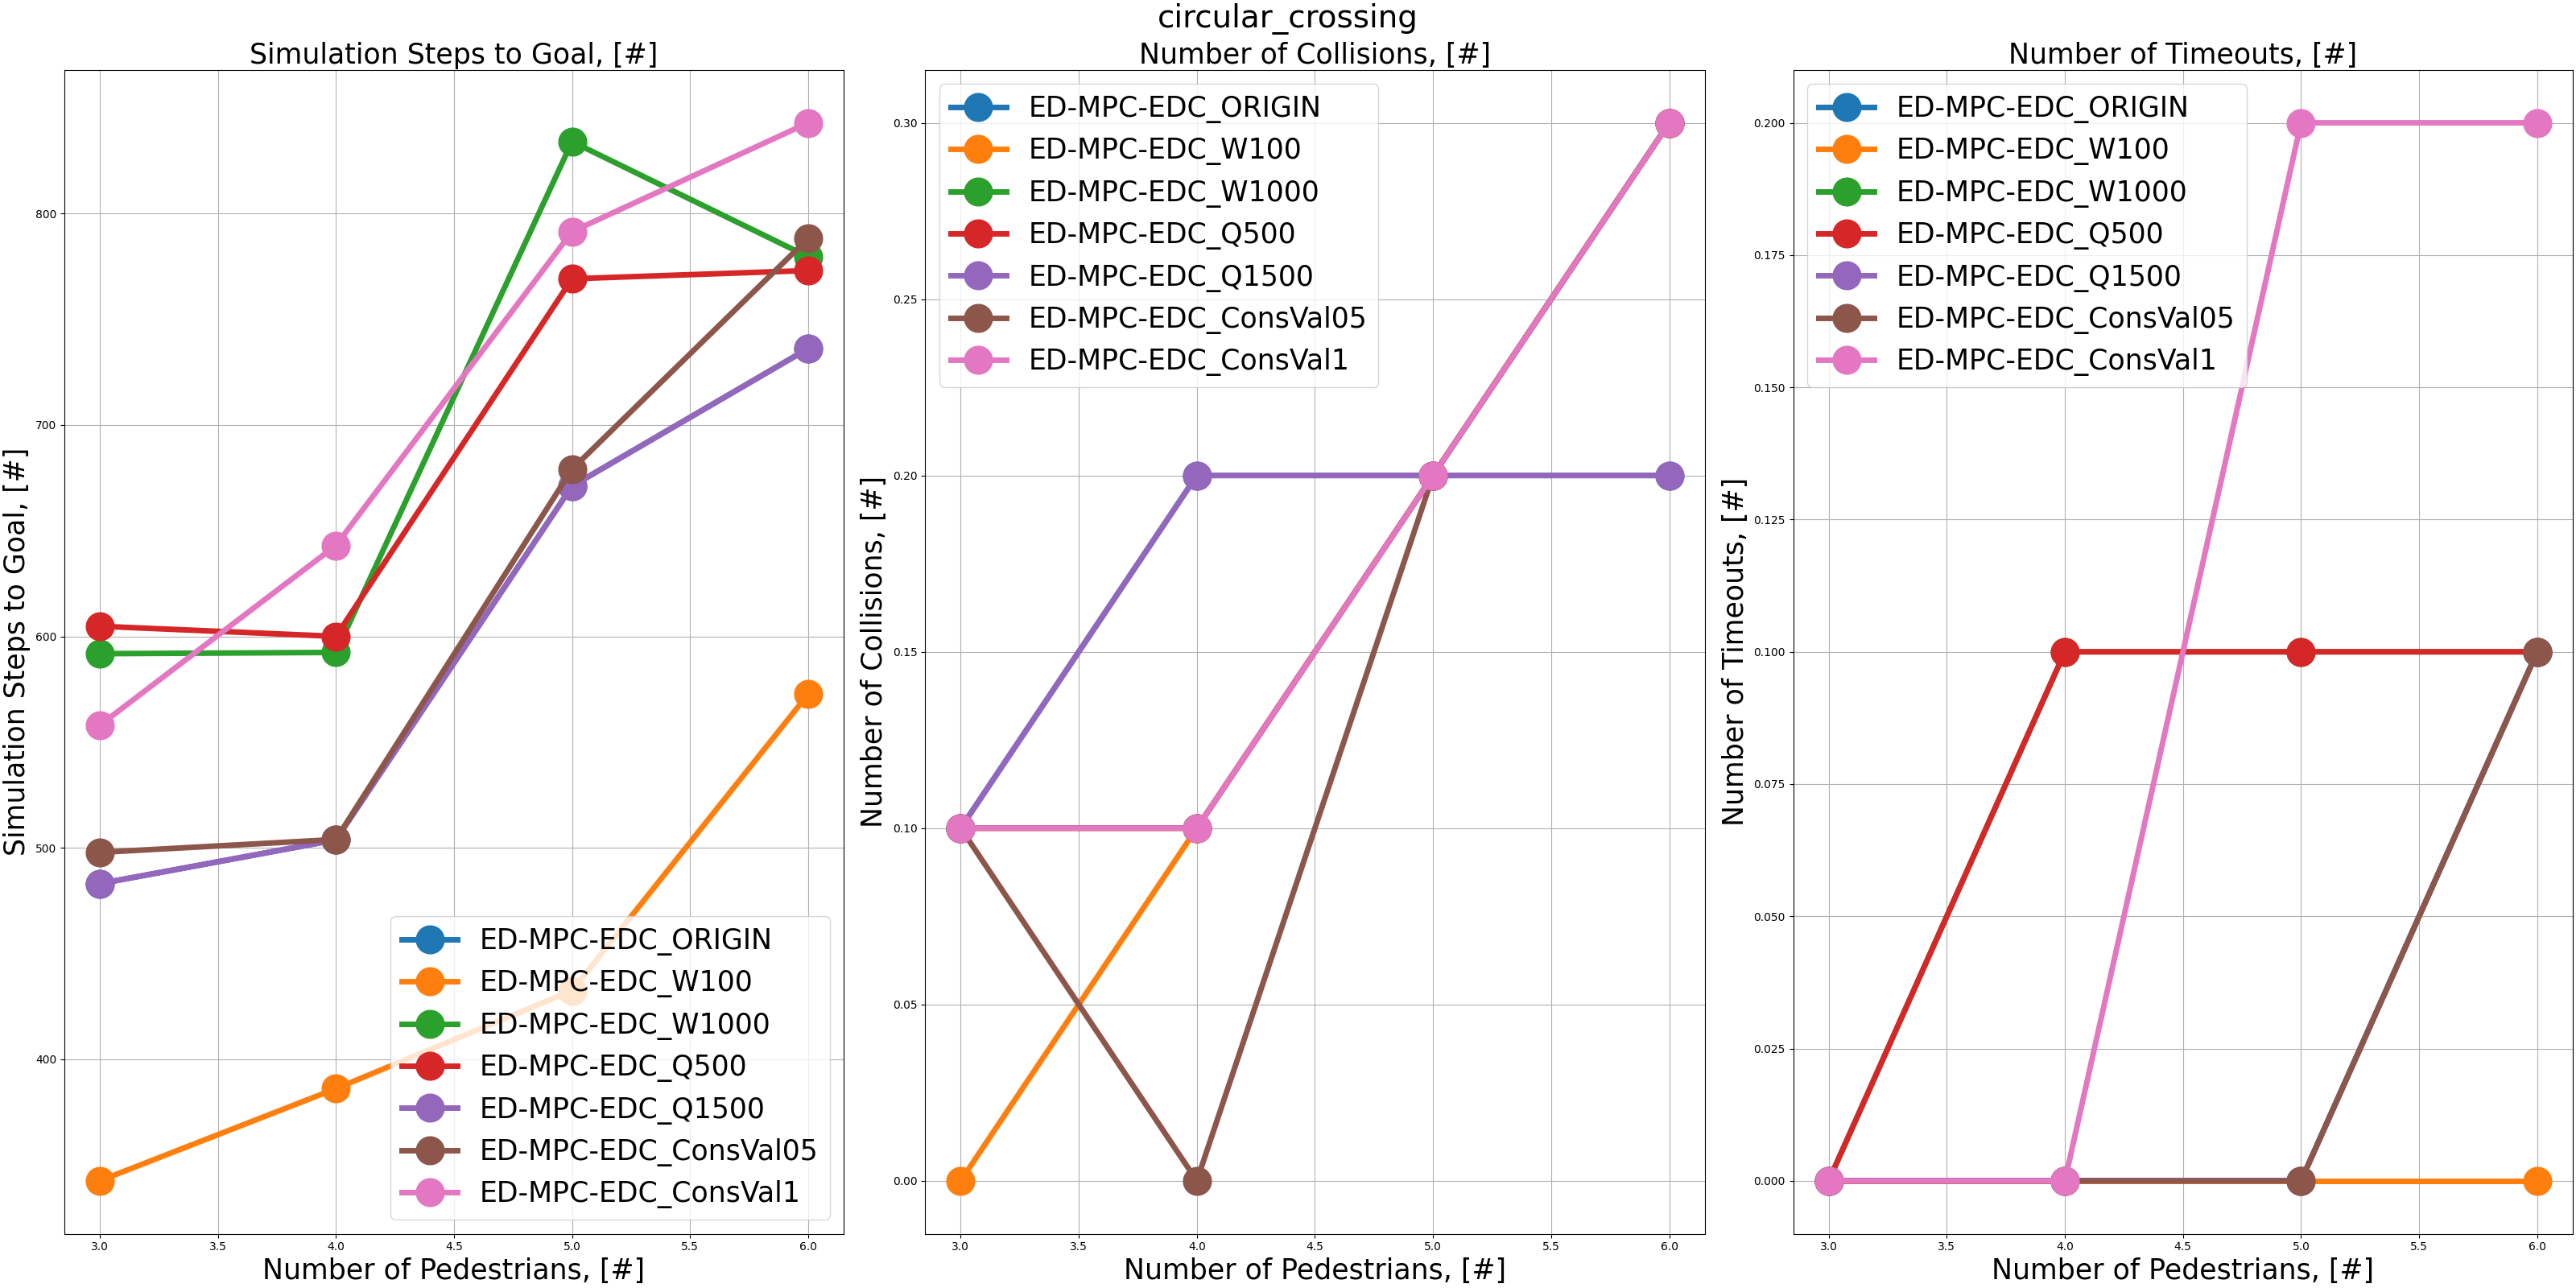 circular_crossing
Simulation Steps to Goal, [#]
Simulation Steps to Goal, [#]
800
700
600
500
400
ED-MPC-EDC_ORIGIN
ED-MPC-EDC_W100
ED-MPC-EDC_W1000
ED-MPC-EDC_Q500
ED-MPC-EDC_Q1500
ED-MPC-EDC_ConsVal05
ED-MPC-EDC_ConsVal1
3.0 3.5 4.0 4.5 5.0 5.5 6.0
Number of Pedestrians, [#]
Number of Collisions, [#]
Number of Collisions, [#]
ED-MPC-EDC_ORIGIN
ED-MPC-EDC_W100
ED-MPC-EDC_W1000
ED-MPC-EDC_Q500
ED-MPC-EDC_Q1500
ED-MPC-EDC_ConsVal05
ED-MPC-EDC_ConsVal1
0.30
0.25
0.20
0.15
0.10
0.05
0.00
3.0 3.5 4.0 4.5 5.0 5.5 6.0
Number of Pedestrians, [#]
Number of Timeouts, [#]
Number of Timeouts, [#]
ED-MPC-EDC_ORIGIN
ED-MPC-EDC_W100
ED-MPC-EDC_W1000
ED-MPC-EDC_Q500
ED-MPC-EDC_Q1500
ED-MPC-EDC_ConsVal05
ED-MPC-EDC_ConsVal1
0.200
0.175
0.150
0.125
0.100
0.075
0.050
0.025
0.000
3.0 3.5 4.0 4.5 5.0 5.5 6.0
Number of Pedestrians, [#]